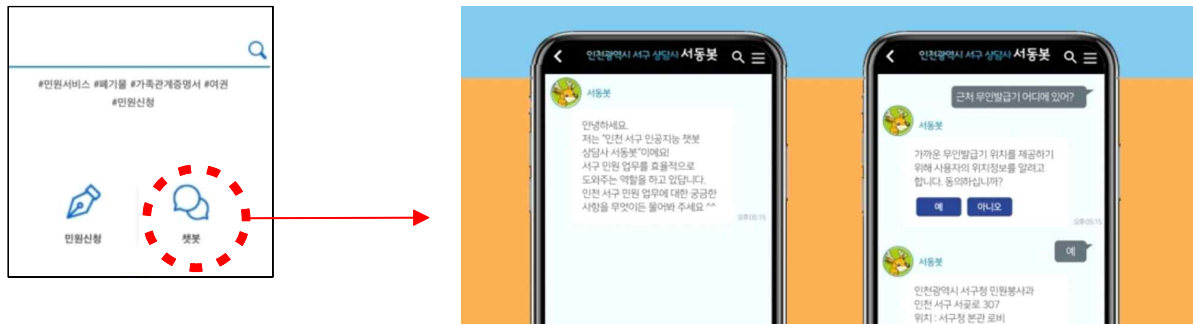 #민원서비스 #폐기물 #가족관계증명서 #여권
#민원신청
민원신청
챗봇
인천광역시 서구 상담사 서동봇
서동봇
안녕하세요.
저는 "인천 서구 인공지능 챗봇
상담사 서동봇"이에요!
서구 민원 업무를 효율적으로
도와주는 역할을 하고 있답니다.
인천 서구 민원 업무에 대한 궁금한
사항을 무엇이든 물어봐 주세요 ^^
오후 05:15
인천광역시 서구 상담사 서동봇
근처 무인발급기 어디에 있어?
서동봇
가까운 무인발급기 위치를 제공하기
위해 사용자의 위치정보를 알려고
합니다. 동의하십니까?
예
아니오
오후 05:15
예
서동봇
인천광역시 서구청 민원봉사과
인천 서구 서곶로 307
위치 : 서구청 본관 로비